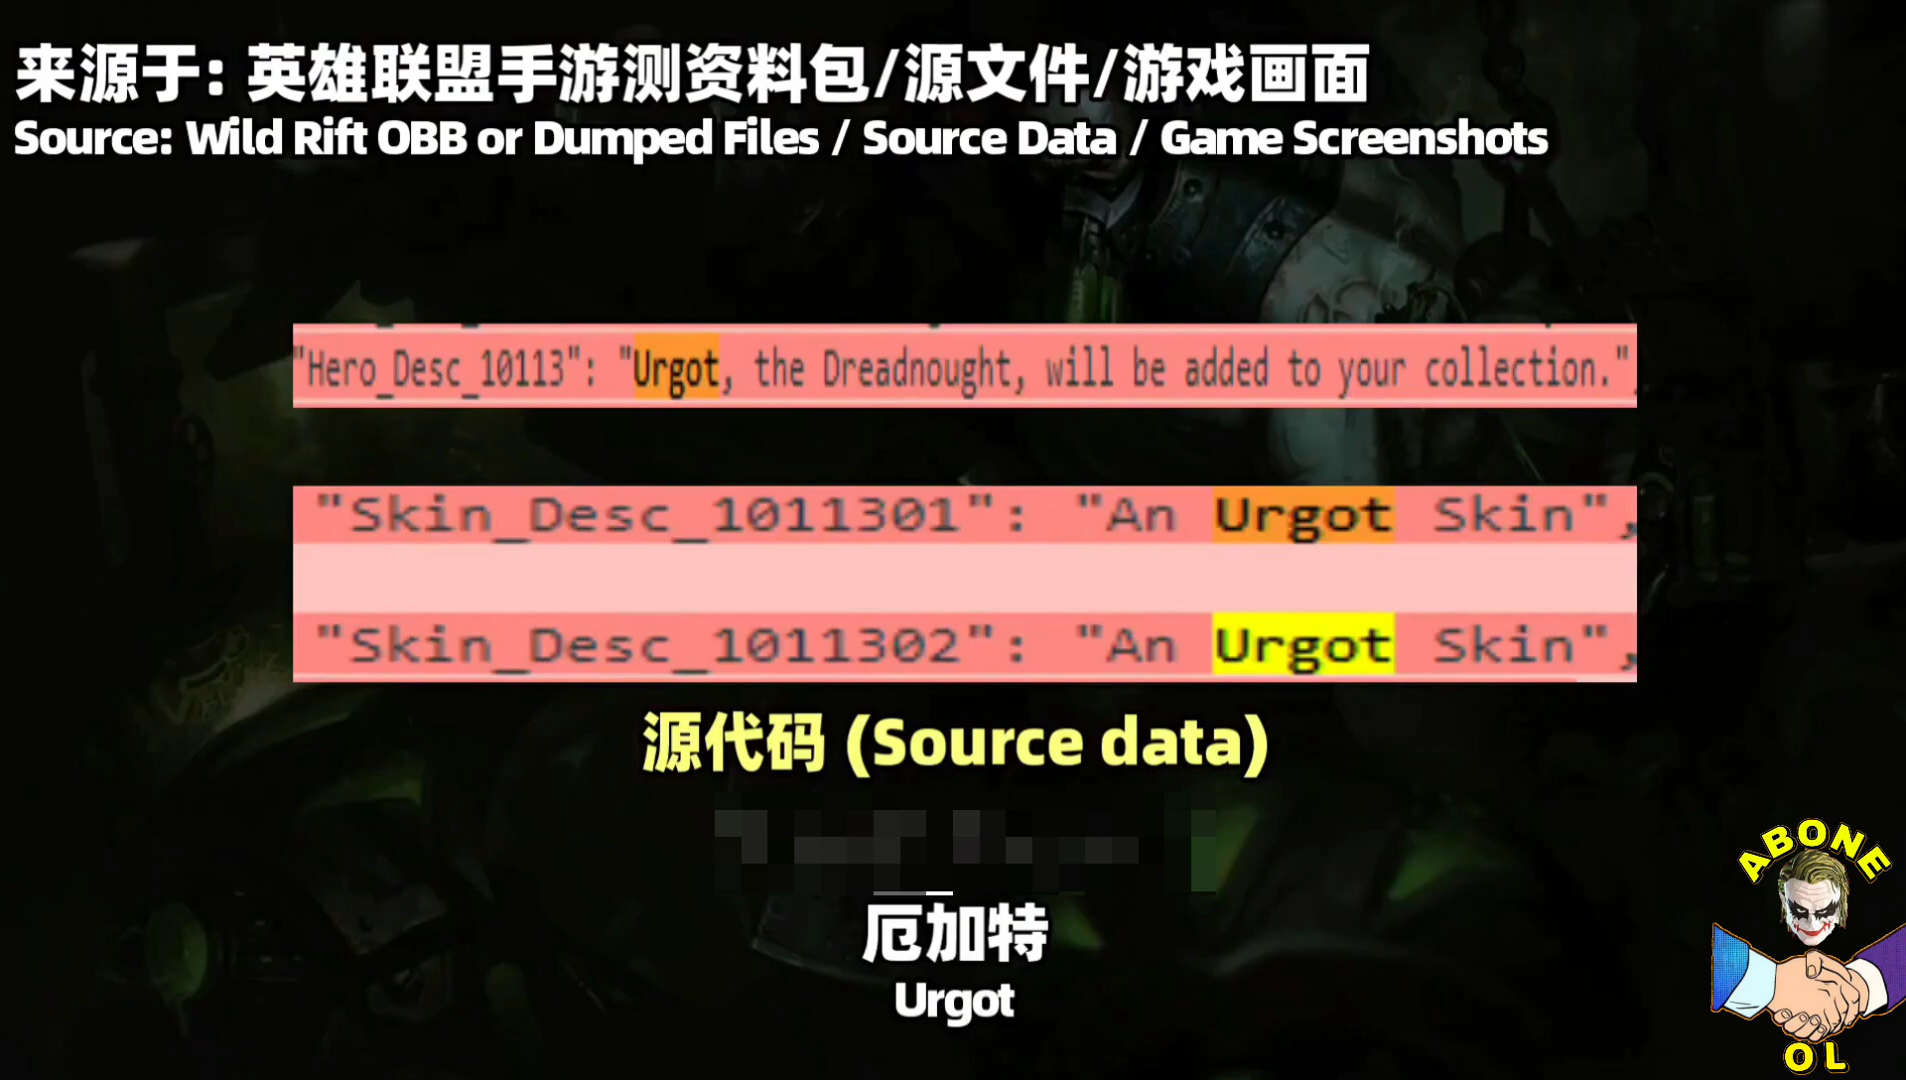 来源于: 英雄联盟手游测资料包/源文件/游戏画面
Source: Wild Rift OBB or Dumped Files / Source Data / Game Screenshots
"Hero_Desc_10113": "Urgot, the Dreadnought, will be added to your collection."
"Skin_Desc_1011301": "An Urgot Skin",
"Skin_Desc_1011302": "An Urgot Skin",
源代码 (Source data)
厄加特
Urgot
ABONE
OL